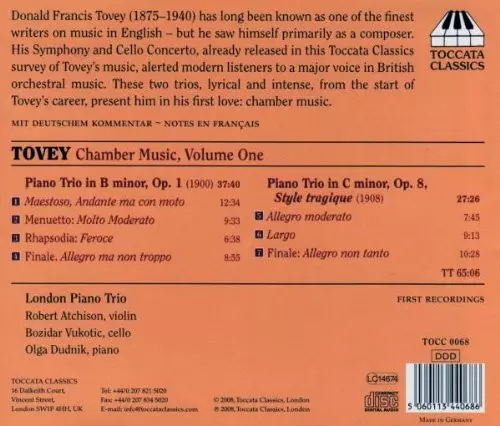 Donald Francis Tovey (1875–1940) has long been known as one of the finest
writers on music in English – but he saw himself primarily as a composer.
His Symphony and Cello Concerto, already released in this Toccata Classics
survey of Tovey's music, alerted modern listeners to a major voice in British
orchestral music. These two trios, lyrical and intense, from the start of
Tovey's career, present him in his first love: chamber music.
TOCCATA
CLASSICS
MIT DEUTSCHEM KOMMENTAR ~ NOTES EN FRANÇAIS
TOVEY Chamber Music, Volume One
Piano Trio in B minor, Op. 1 (1900) 37:40
1 Maestoso, Andante ma con moto 12:34
2 Menuetto: Molto Moderato 9:33
3 Rhapsodia: Feroce 6:38
4 Finale. Allegro ma non troppo 8:55
Piano Trio in C minor, Op. 8,
Style tragique (1908) 27:26
5 Allegro moderato 7:45
6 Largo 9:13
7 Finale: Allegro non tanto 10:28
TT 65:06
London Piano Trio
Robert Atchison, violin
Bozidar Vukotic, cello
Olga Dudnik, piano
FIRST RECORDINGS
TOCC 0068
DDD
TOCCATA CLASSICS
16 Dalkeith Court,
Vincent Street,
London SW1P 4HH, UK
Tel: +44/0 207 821 5020
Fax: +44/0 207 834 5020
E-mail: info@toccataclassics.com
© 2008, Toccata Classics, London
℗ 2008, Toccata Classics, London
LC 14674
COMPACT
disc
DIGITAL AUDIO
5 060113 440686
MADE IN GERMANY